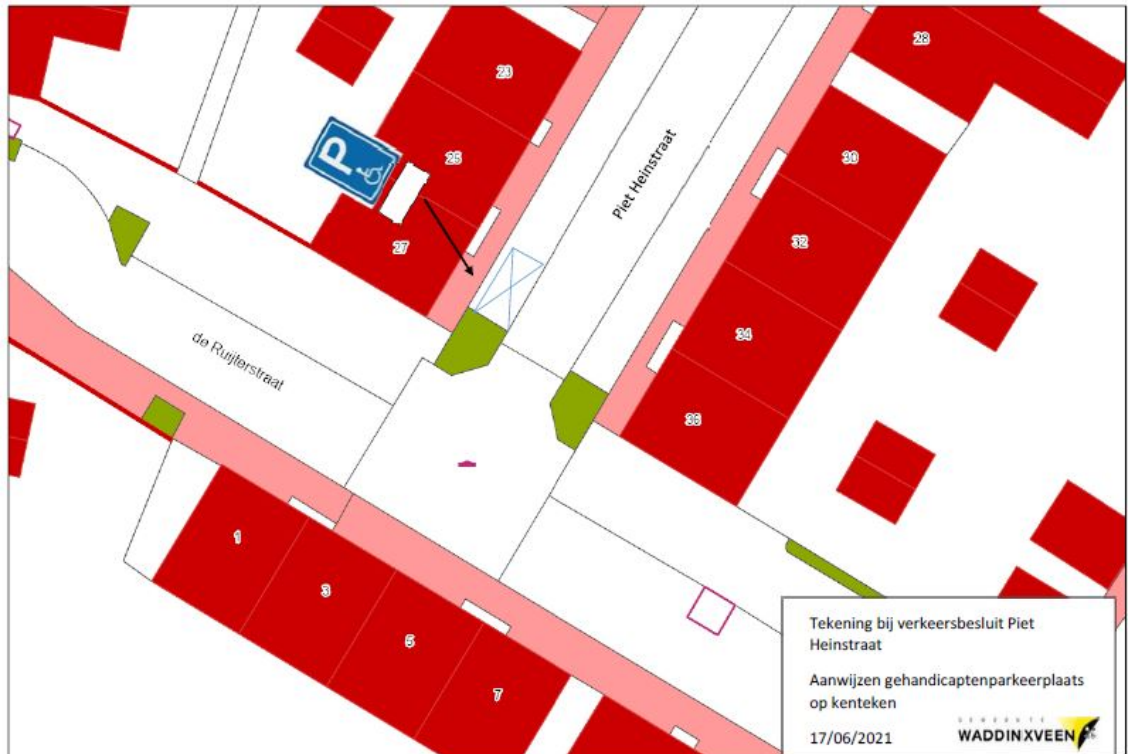 28
23
Piet Heinstraat
P
25
30
27
32
de Ruijterstraat
34
36
1
3
5
7
Tekening bij verkeersbesluit Piet
Heinstraat
Aanwijzen gehandicaptenparkeerplaats
op kenteken
17/06/2021
GEMEENTE
WADDINXVEEN